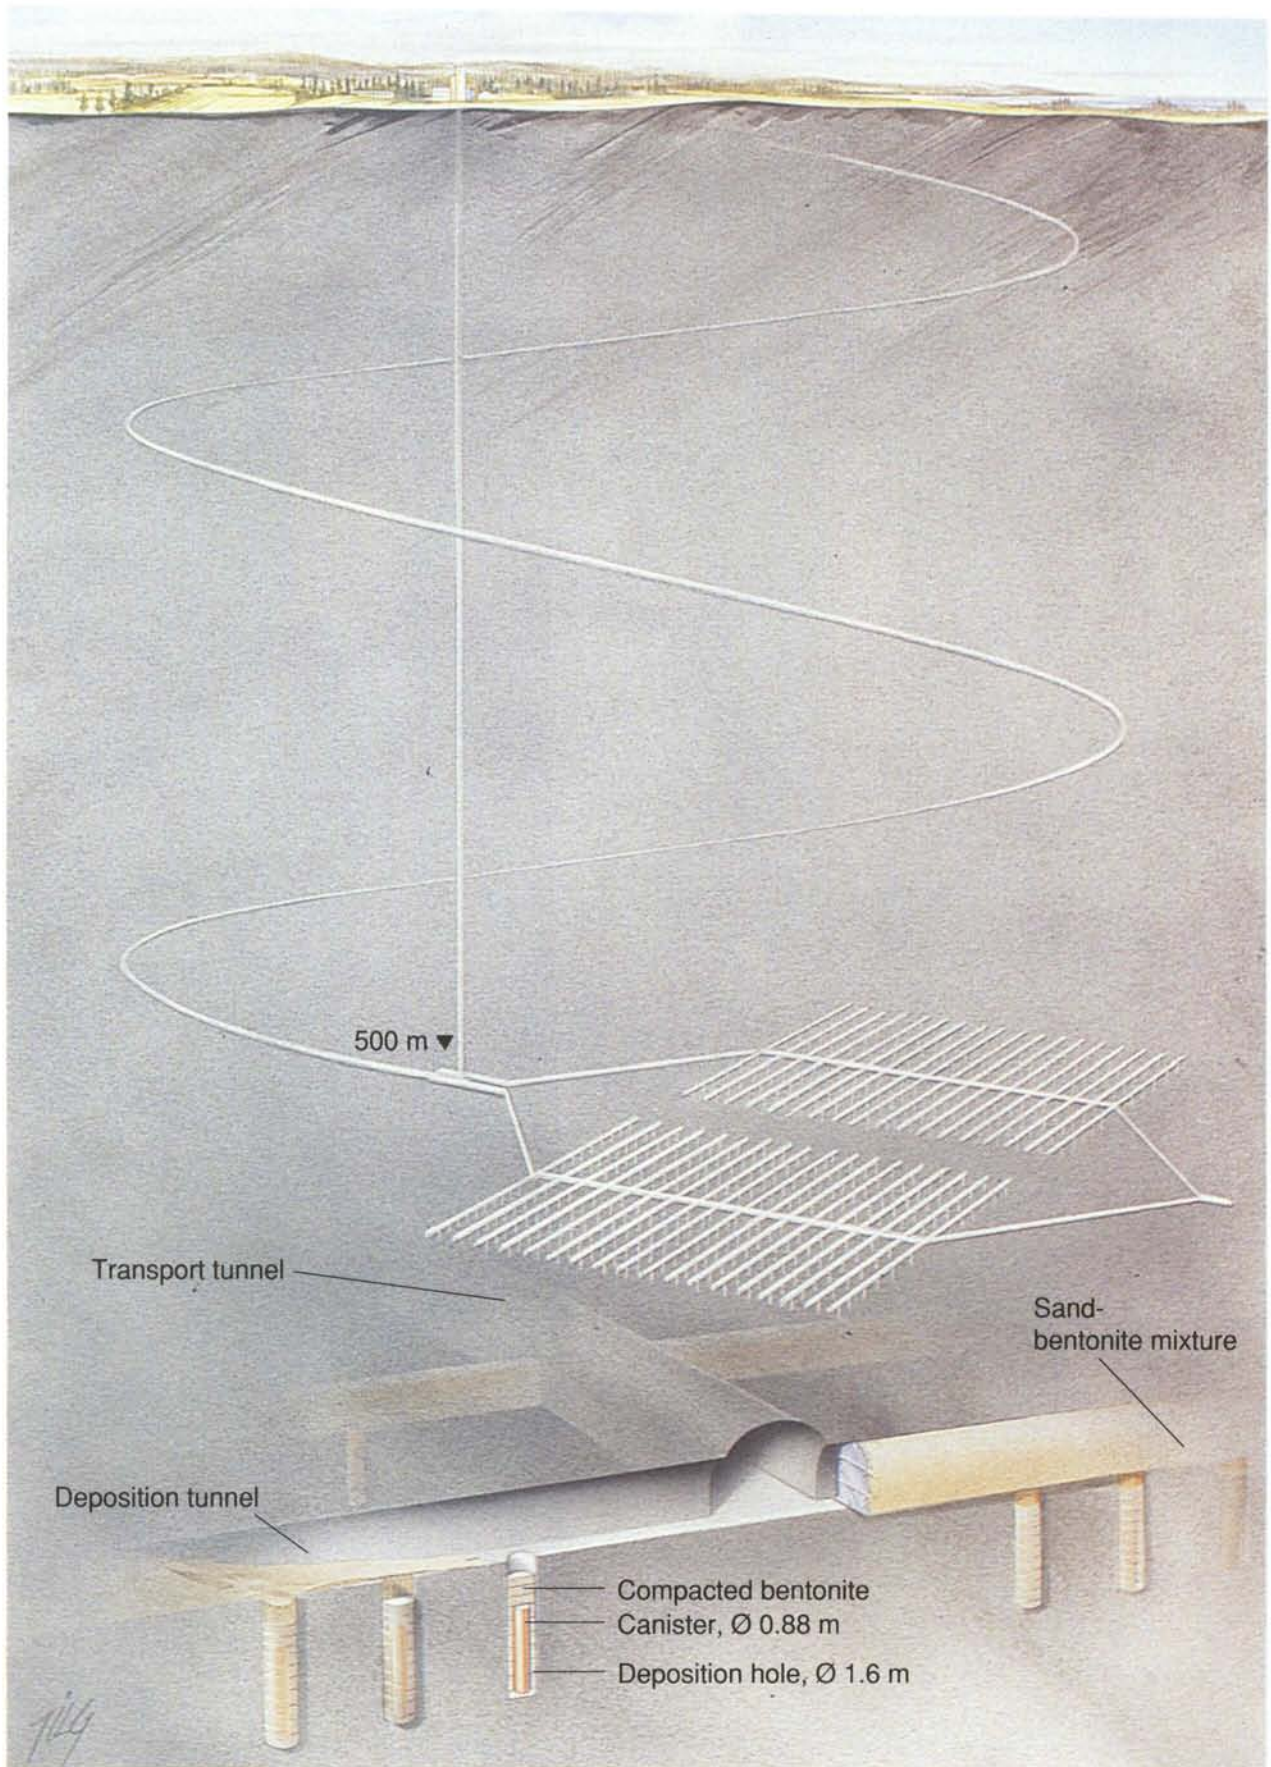 500 m ▼
Transport tunnel
Sand-
bentonite mixture
Deposition tunnel
Compacted bentonite
Canister, Ø 0.88 m
Deposition hole, Ø 1.6 m